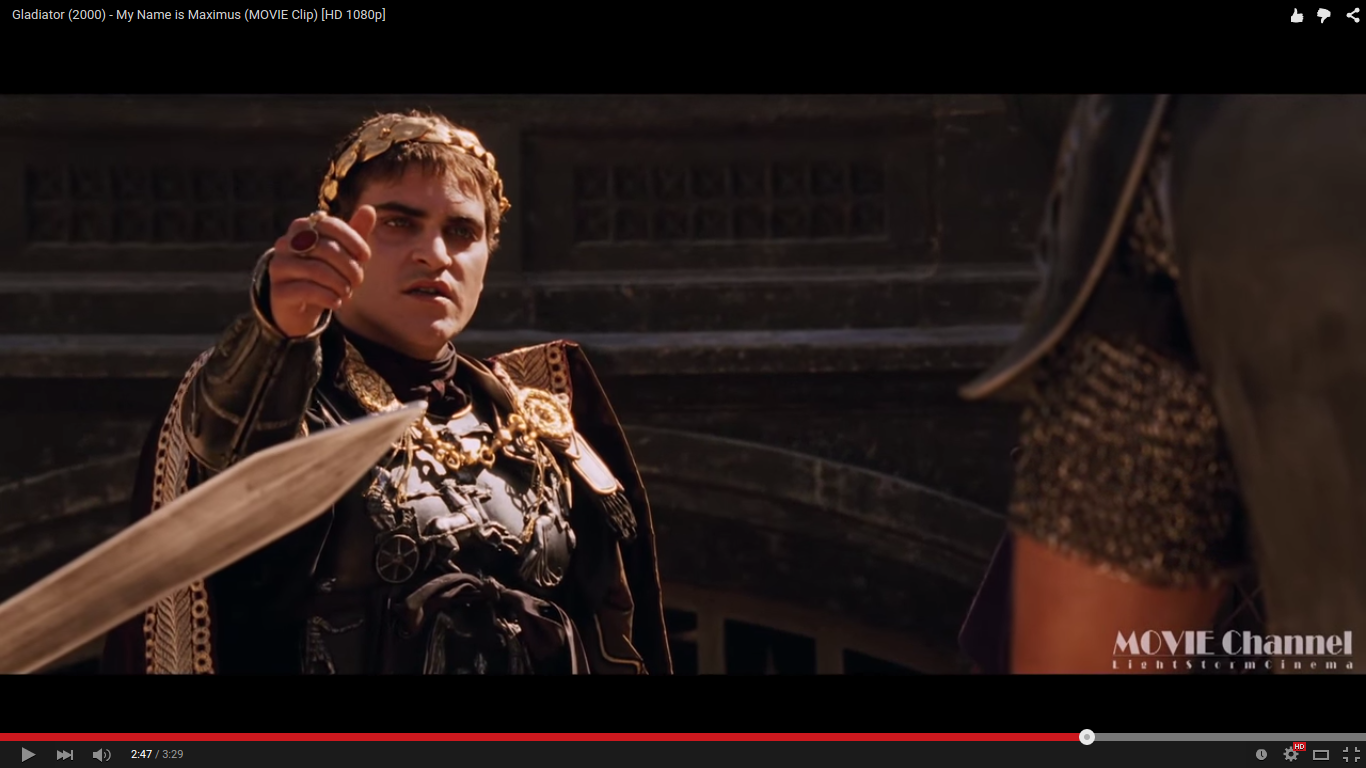 Gladiator (2000) - My Name is Maximus (MOVIE Clip) [HD 1080p]
MOVIE Channel
LightStormCinema
HD
2:47 / 3:29